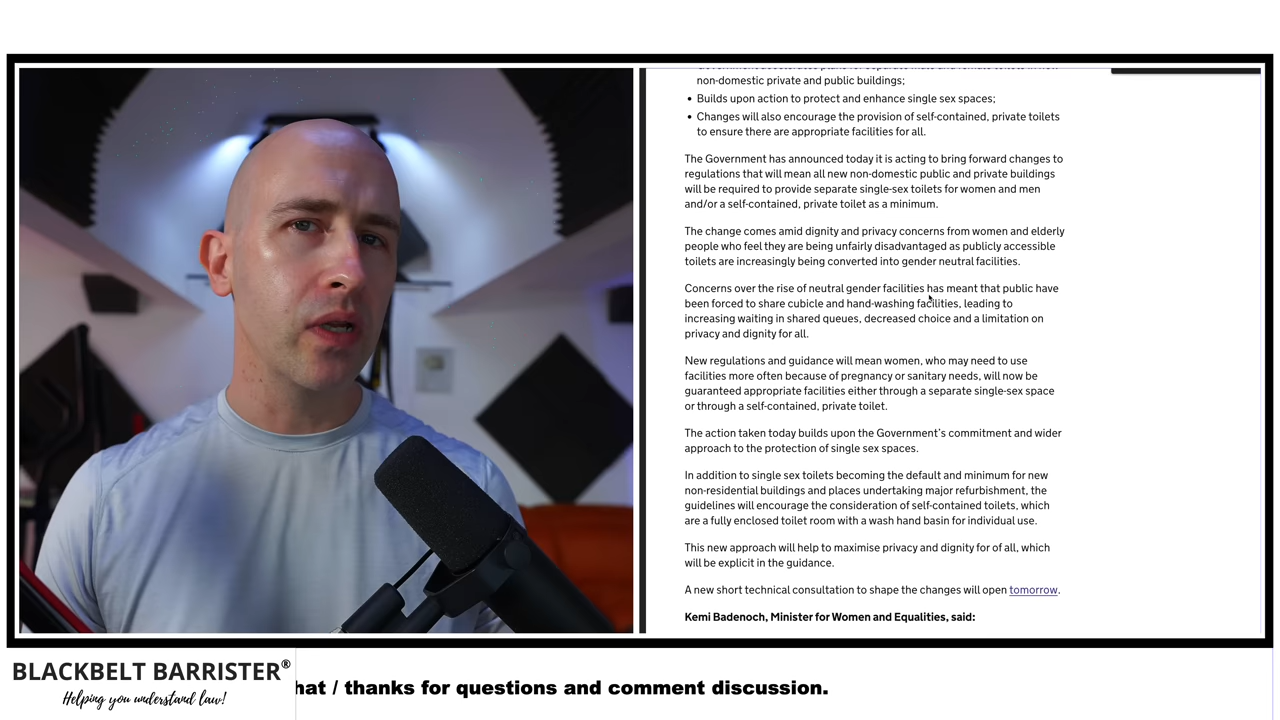 non-domestic private and public buildings;
• Builds upon action to protect and enhance single sex spaces;
• Changes will also encourage the provision of self-contained, private toilets
to ensure there are appropriate facilities for all.
The Government has announced today it is acting to bring forward changes to
regulations that will mean all new non-domestic public and private buildings
will be required to provide separate single-sex toilets for women and men
and/or a self-contained, private toilet as a minimum.
The change comes amid dignity and privacy concerns from women and elderly
people who feel they are being unfairly disadvantaged as publicly accessible
toilets are increasingly being converted into gender neutral facilities.
Concerns over the rise of neutral gender facilities has meant that public have
been forced to share cubicle and hand-washing facilities, leading to
increasing waiting in shared queues, decreased choice and a limitation on
privacy and dignity for all.
New regulations and guidance will mean women, who may need to use
facilities more often because of pregnancy or sanitary needs, will now be
guaranteed appropriate facilities either through a separate single-sex space
or through a self-contained, private toilet.
The action taken today builds upon the Government's commitment and wider
approach to the protection of single sex spaces.
In addition to single sex toilets becoming the default and minimum for new
non-residential buildings and places undertaking major refurbishment, the
guidelines will encourage the consideration of self-contained toilets, which
are a fully enclosed toilet room with a wash hand basin for individual use.
This new approach will help to maximise privacy and dignity for of all, which
will be explicit in the guidance.
A new short technical consultation to shape the changes will open tomorrow.
Kemi Badenoch, Minister for Women and Equalities, said:
BLACKBELT BARRISTER®
Helping you understand law!
hat / thanks for questions and comment discussion.